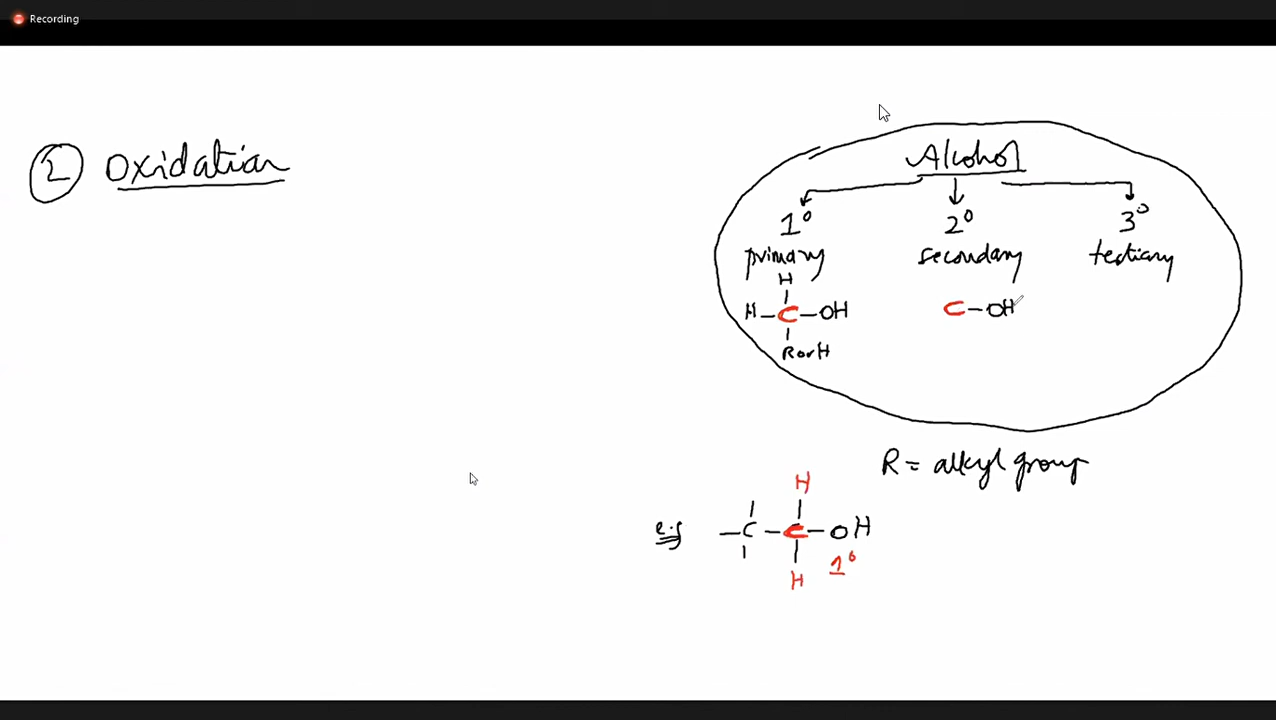 Recording
② Oxidation
Alcohol
1° 2° 3°
primary secondary tertiary
H
H-C-OH C-OH
R or H
R = alkyl group
H
e.g -C-C-OH
1°
H